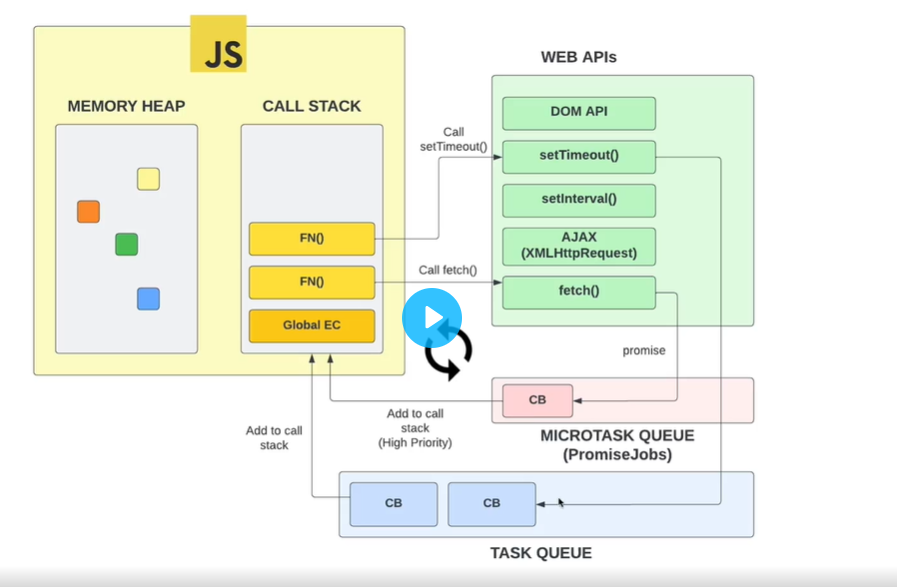 JS
MEMORY HEAP
CALL STACK
FN()
FN()
Global EC
Call
setTimeout()
Call fetch()
WEB APIs
DOM API
setTimeout()
setInterval()
AJAX
(XMLHttpRequest)
fetch()
promise
CB
MICROTASK QUEUE
(PromiseJobs)
Add to call
stack
(High Priority)
Add to call
stack
CB
CB
TASK QUEUE